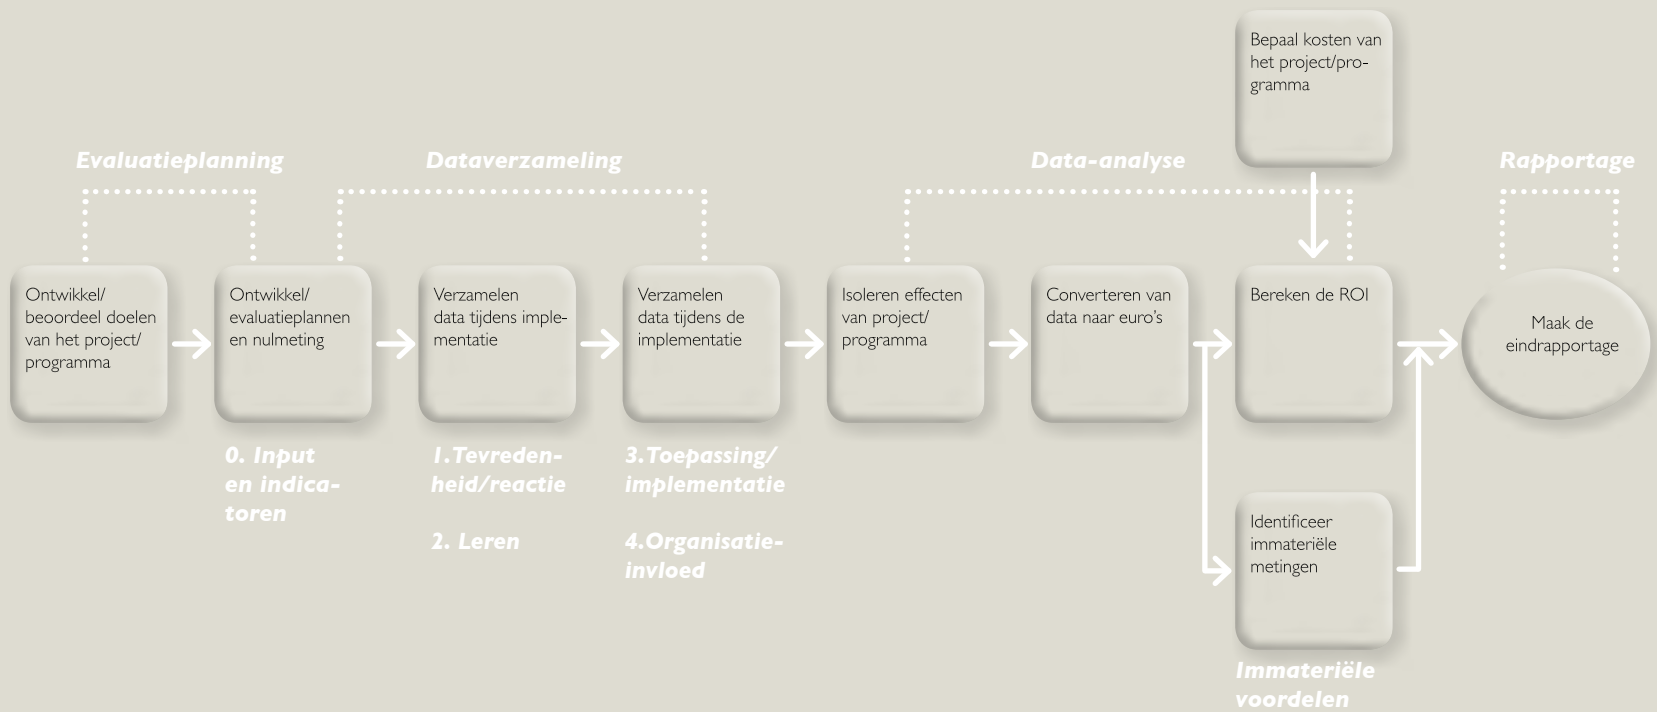 Bepaal kosten van
het project/pro-
gramma
Evaluatieplanning
Dataverzameling
Data-analyse
Rapportage
Ontwikkel/
beoordeel doelen
van het project/
programma
Ontwikkel/
evaluatieplannen
en nulmeting
Verzamelen
data tijdens imple-
mentatie
Verzamelen
data tijdens de
implementatie
Isoleren effecten
van project/
programma
Converteren van
data naar euro's
Bereken de ROI
Maak de
eindrapportage
0. Input
en indica-
toren
1.Tevreden-
heid/reactie
2. Leren
3.Toepassing/
implementatie
4.Organisatie-
invloed
Identificeer
immateriële
metingen
Immateriële
voordelen